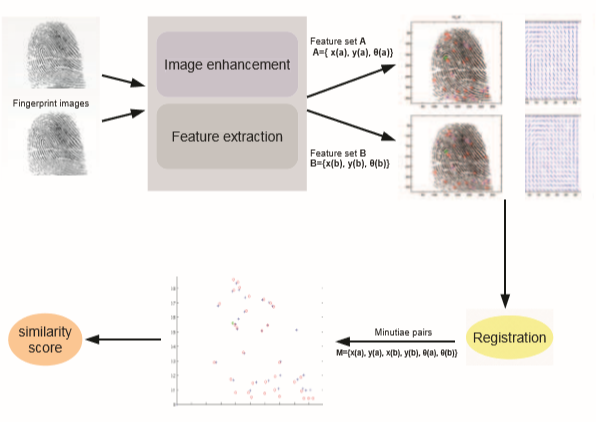 Fingerprint images
Image enhancement
Feature extraction
Feature set A
A={ x(a), y(a), θ(a)}
Feature set B
B={x(b), y(b), θ(b)}
Registration
Minutiae pairs
M={x(a), y(a), x(b), y(b), θ(a), θ(b)}
similarity
score